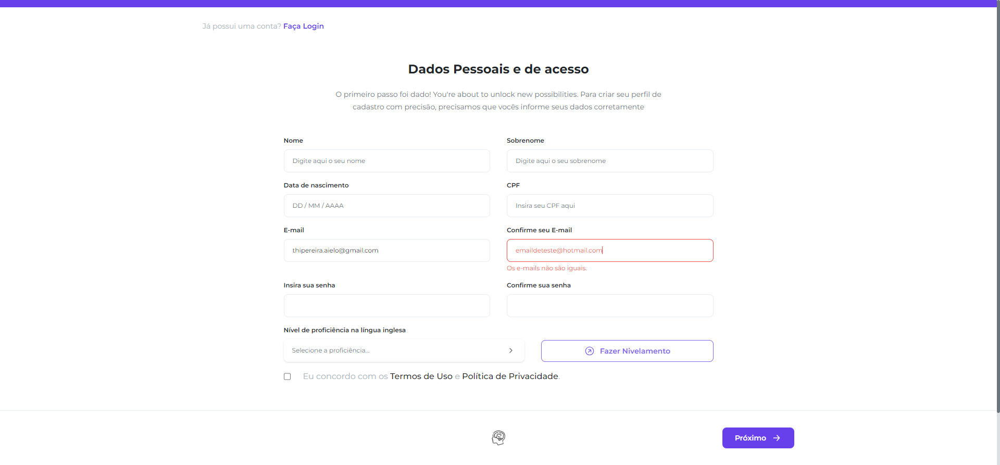 Já possui uma conta? Faça Login
Dados Pessoais e de acesso
O primeiro passo foi dado! You're about to unlock new possibilities. Para criar seu perfil de
cadastro com precisão, precisamos que vocês informe seus dados corretamente
Nome
Sobrenome
Digite aqui o seu nome
Digite aqui o seu sobrenome
Data de nascimento
CPF
DD / MM / AAAA
Insira seu CPF aqui
E-mail
Confirme seu E-mail
thipereira.aielo@gmail.com
emaildeteste@hotmail.com
Os e-mails não são iguais.
Insira sua senha
Confirme sua senha
Nível de proficiência na língua inglesa
Selecione a proficiência...
Fazer Nivelamento
Eu concordo com os Termos de Uso e Política de Privacidade.
Próximo